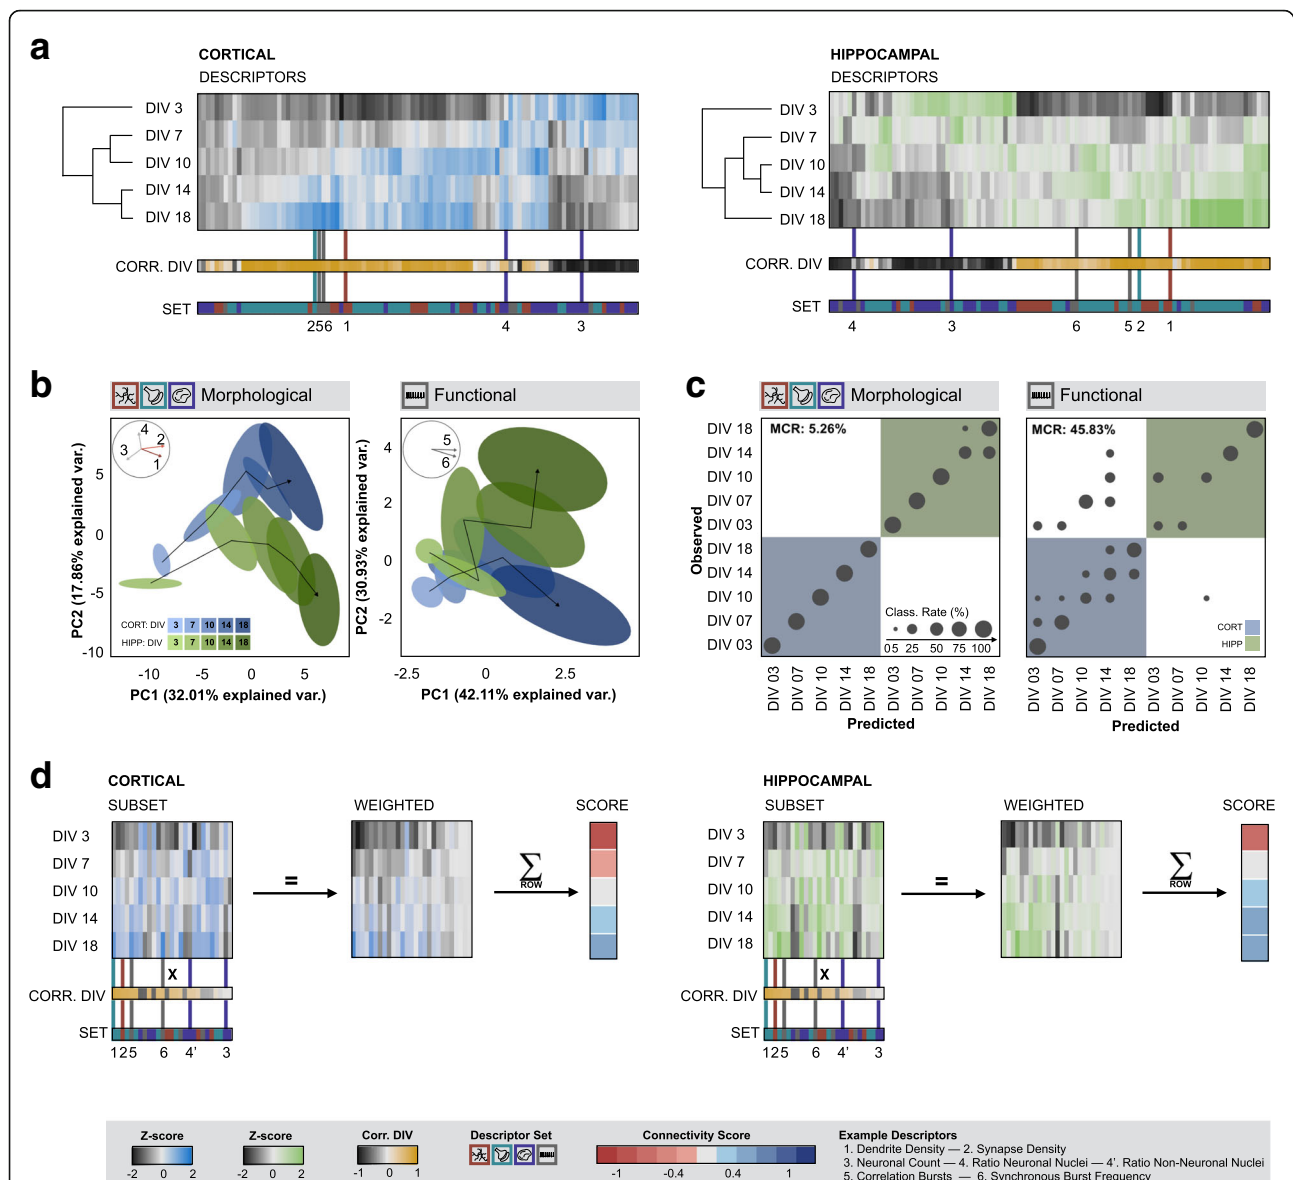 a
CORTICAL
DESCRIPTORS
DIV 3
DIV 7
DIV 10
DIV 14
DIV 18
CORR. DIV
SET
256 1 4 3
HIPPOCAMPAL
DESCRIPTORS
DIV 3
DIV 7
DIV 10
DIV 14
DIV 18
CORR. DIV
SET
4 3 6 5 2 1
b
Morphological
4
2
3
1
5
0
-5
-10
PC2 (17.86% explained var.)
CORT: DIV 3 7 10 14 18
HIPP: DIV 3 7 10 14 18
-10 -5 0 5
PC1 (32.01% explained var.)
Functional
5
6
4
2
0
-2
PC2 (30.93% explained var.)
-2.5 0 2.5
PC1 (42.11% explained var.)
c
Morphological
MCR: 5.26%
Observed
DIV 18
DIV 14
DIV 10
DIV 07
DIV 03
DIV 18
DIV 14
DIV 10
DIV 07
DIV 03
Class. Rate (%)
0 5 25 50 75 100
DIV 03 DIV 07 DIV 10 DIV 14 DIV 18 DIV 03 DIV 07 DIV 10 DIV 14 DIV 18
Predicted
Functional
MCR: 45.83%
CORT
HIPP
DIV 03 DIV 07 DIV 10 DIV 14 DIV 18 DIV 03 DIV 07 DIV 10 DIV 14 DIV 18
Predicted
d
CORTICAL
SUBSET WEIGHTED SCORE
DIV 3
DIV 7
DIV 10
DIV 14
DIV 18
=
Σ
ROW
x
CORR. DIV
SET
125 6 4' 3
HIPPOCAMPAL
SUBSET WEIGHTED SCORE
DIV 3
DIV 7
DIV 10
DIV 14
DIV 18
=
Σ
ROW
x
CORR. DIV
SET
125 6 4' 3
Z-score
-2 0 2
Z-score
-2 0 2
Corr. DIV
-1 0 1
Descriptor Set
Connectivity Score
-1 -0.4 0.4 1
Example Descriptors
1. Dendrite Density — 2. Synapse Density
3. Neuronal Count — 4. Ratio Neuronal Nuclei — 4'. Ratio Non-Neuronal Nuclei
5. Correlation Bursts — 6. Synchronous Burst Frequency